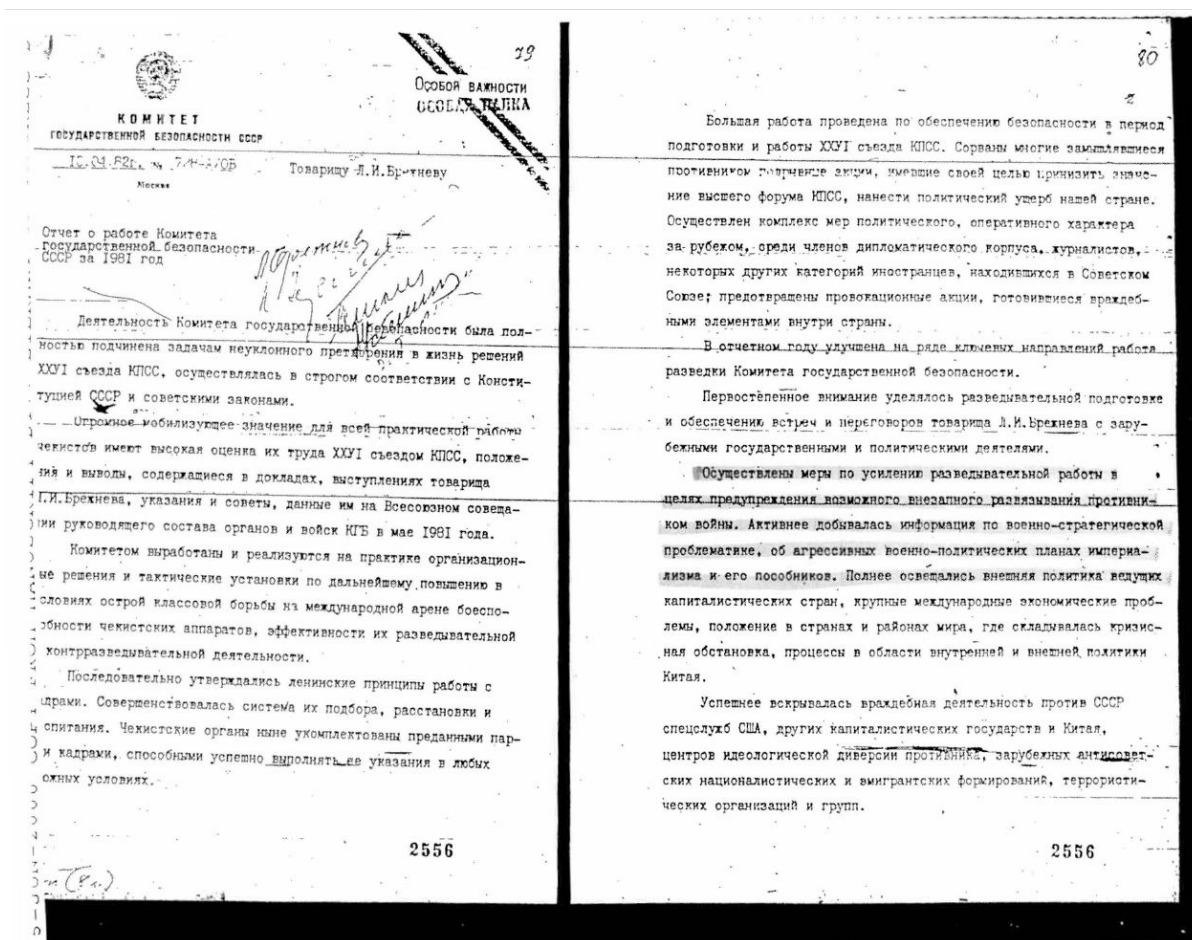 79
ОСОБОЙ ВАЖНОСТИ
ОСОБАЯ ПАПКА
КОМИТЕТ
ГОСУДАРСТВЕННОЙ БЕЗОПАСНОСТИ СССР
Москва
Товарищу Л.И.Брежневу
Отчет о работе Комитета
государственной безопасности
СССР за 1981 год
Деятельность Комитета государственной безопасности была пол-
ностью подчинена задачам неуклонного претворения в жизнь решений
ХХУI съезда КПСС, осуществлялась в строгом соответствии с Консти-
туцией СССР и советскими законами.
Огромное мобилизующее значение для всей практической работы
чекистов имеют высокая оценка их труда ХХУI съездом КПСС, положе-
ния и выводы, содержащиеся в докладах, выступлениях товарища
И.Брежнева, указания и советы, данные им на Всесоюзном совеща-
нии руководящего состава органов и войск КГБ в мае 1981 года.
Комитетом выработаны и реализуются на практике организацион-
ые решения и тактические установки по дальнейшему повышению в
словиях острой классовой борьбы на международной арене боеспо-
обности чекистских аппаратов, эффективности их разведывательной
контрразведывательной деятельности.
Последовательно утверждались ленинские принципы работы с
драми. Совершенствовалась система их подбора, расстановки и
спитания. Чекистские органы ныне укомплектованы преданными пар-
и кадрами, способными успешно выполнять ее указания в любых
ожных условиях.
2556
80
2
Большая работа проведена по обеспечению безопасности в период
подготовки и работы ХХУI съезда КПСС. Сорваны многие замышлявшиеся
противником подрывные акции, имевшие своей целью принизить значе-
ние высшего форума КПСС, нанести политический ущерб нашей стране.
Осуществлен комплекс мер политического, оперативного характера
за рубежом, среди членов дипломатического корпуса, журналистов,
некоторых других категорий иностранцев, находившихся в Советском
Союзе; предотвращены провокационные акции, готовившиеся враждеб-
ными элементами внутри страны.
В отчетном году улучшена на ряде ключевых направлений работа
разведки Комитета государственной безопасности.
Первостепенное внимание уделялось разведывательной подготовке
и обеспечению встреч и переговоров товарища Л.И.Брежнева с зару-
бежными государственными и политическими деятелями.
Осуществлены меры по усилению разведывательной работы в
целях предупреждения возможного внезапного развязывания противни-
ком войны. Активнее добывалась информация по военно-стратегической
проблематике, об агрессивных военно-политических планах империа-
лизма и его пособников. Полнее освещались внешняя политика ведущих
капиталистических стран, крупные международные экономические проб-
лемы, положение в странах и районах мира, где складывалась кризис-
ная обстановка, процессы в области внутренней и внешней политики
Китая.
Успешнее вскрывалась враждебная деятельность против СССР
спецслужб США, других капиталистических государств и Китая,
центров идеологической диверсии противника, зарубежных антисовет-
ских националистических и эмигрантских формирований, террористи-
ческих организаций и групп.
2556